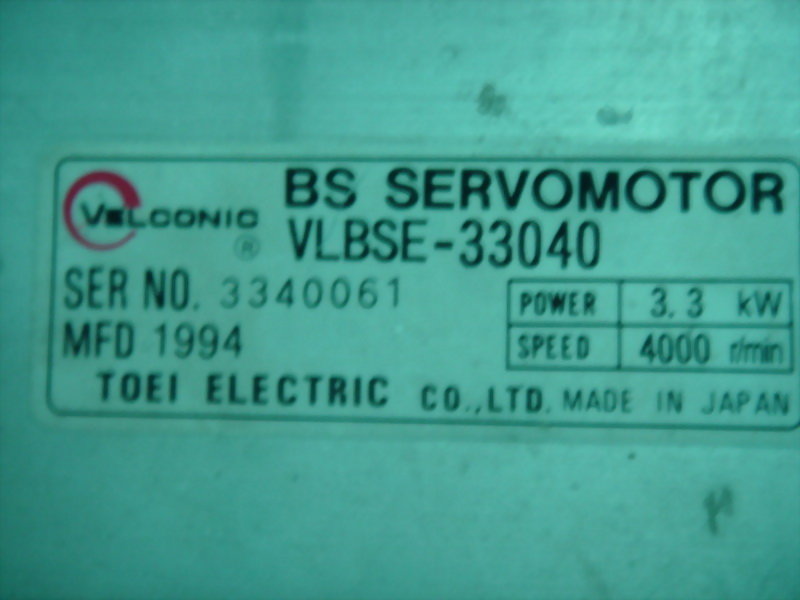 BS SERVOMOTOR
VELCONIC ® VLBSE-33040
SER NO. 3340061
POWER 3.3 kW
MFD 1994
SPEED 4000 r/min
TOEI ELECTRIC CO.,LTD. MADE IN JAPAN